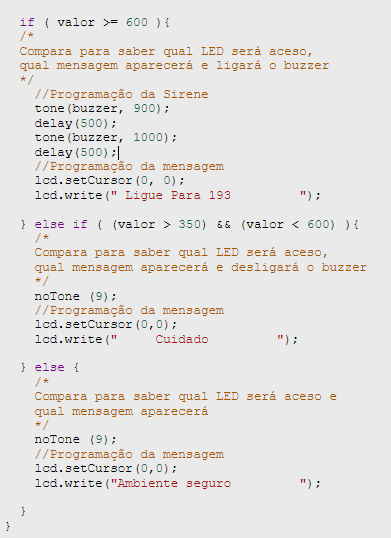 if ( valor >= 600 ){
/*
Compara para saber qual LED será aceso,
qual mensagem aparecerá e ligará o buzzer
*/
//Programação da Sirene
tone(buzzer, 900);
delay(500);
tone(buzzer, 1000);
delay(500);
//Programação da mensagem
lcd.setCursor(0, 0);
lcd.write(" Ligue Para 193         ");
} else if ( (valor > 350) && (valor < 600) ){
/*
Compara para saber qual LED será aceso,
qual mensagem aparecerá e desligará o buzzer
*/
noTone (9);
//Programação da mensagem
lcd.setCursor(0,0);
lcd.write("     Cuidado         ");
} else {
/*
Compara para saber qual LED será aceso e
qual mensagem aparecerá
*/
noTone (9);
//Programação da mensagem
lcd.setCursor(0,0);
lcd.write("Ambiente seguro         ");
}
}